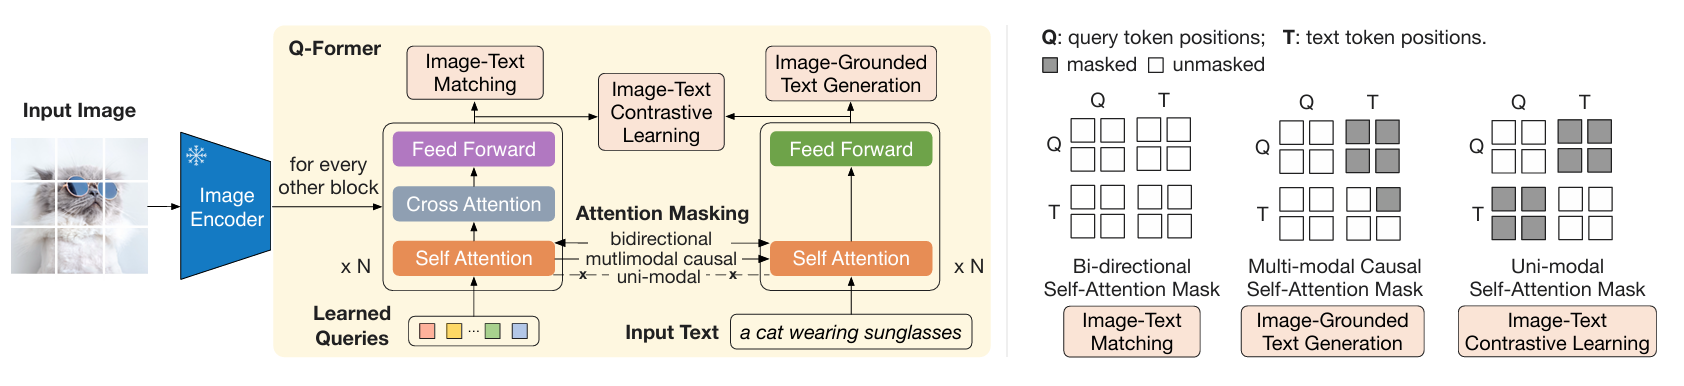 Input Image
Image
Encoder
for every
other block
Q-Former
Image-Text
Matching
Image-Text
Contrastive
Learning
Image-Grounded
Text Generation
Feed Forward
Cross Attention
Self Attention
x N
Feed Forward
Self Attention
x N
Attention Masking
bidirectional
mutlimodal causal
x uni-modal x
Learned
Queries
...
Input Text
a cat wearing sunglasses
Q: query token positions; T: text token positions.
masked unmasked
Q T
Q
T
Bi-directional
Self-Attention Mask
Image-Text
Matching
Q T
Q
T
Multi-modal Causal
Self-Attention Mask
Image-Grounded
Text Generation
Q T
Q
T
Uni-modal
Self-Attention Mask
Image-Text
Contrastive Learning